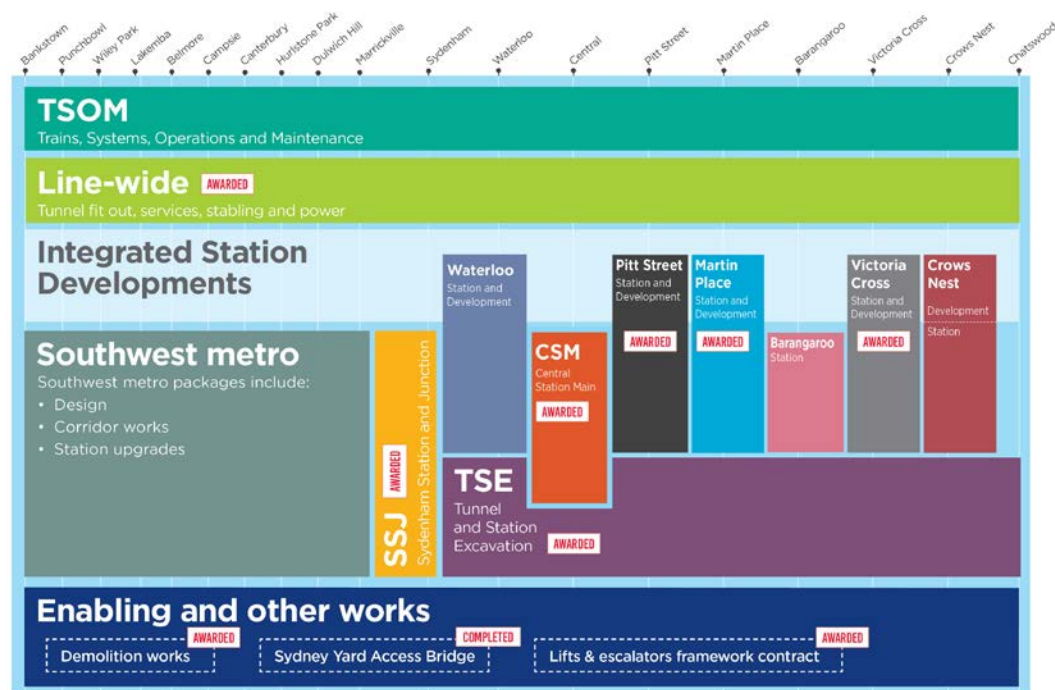 Bankstown
Punchbowl
Wiley Park
Lakemba
Belmore
Campsie
Canterbury
Hurlstone Park
Dulwich Hill
Marrickville
Sydenham
Waterloo
Central
Pitt Street
Martin Place
Barangaroo
Victoria Cross
Crows Nest
Chatswood
TSOM
Trains, Systems, Operations and Maintenance
Line-wide AWARDED
Tunnel fit out, services, stabling and power
Integrated Station
Developments
Waterloo
Station and
Development
Pitt Street
Station and
Development
AWARDED
Martin
Place
Station and
Development
AWARDED
Victoria
Cross
Station and
Development
AWARDED
Crows
Nest
Development
Station
Southwest metro
Southwest metro packages include:
• Design
• Corridor works
• Station upgrades
SSJ AWARDED
Sydenham Station and Junction
CSM
Central
Station Main
AWARDED
Barangaroo
Station
TSE
Tunnel
and Station
Excavation AWARDED
Enabling and other works
Demolition works AWARDED
Sydney Yard Access Bridge COMPLETED
Lifts & escalators framework contract AWARDED